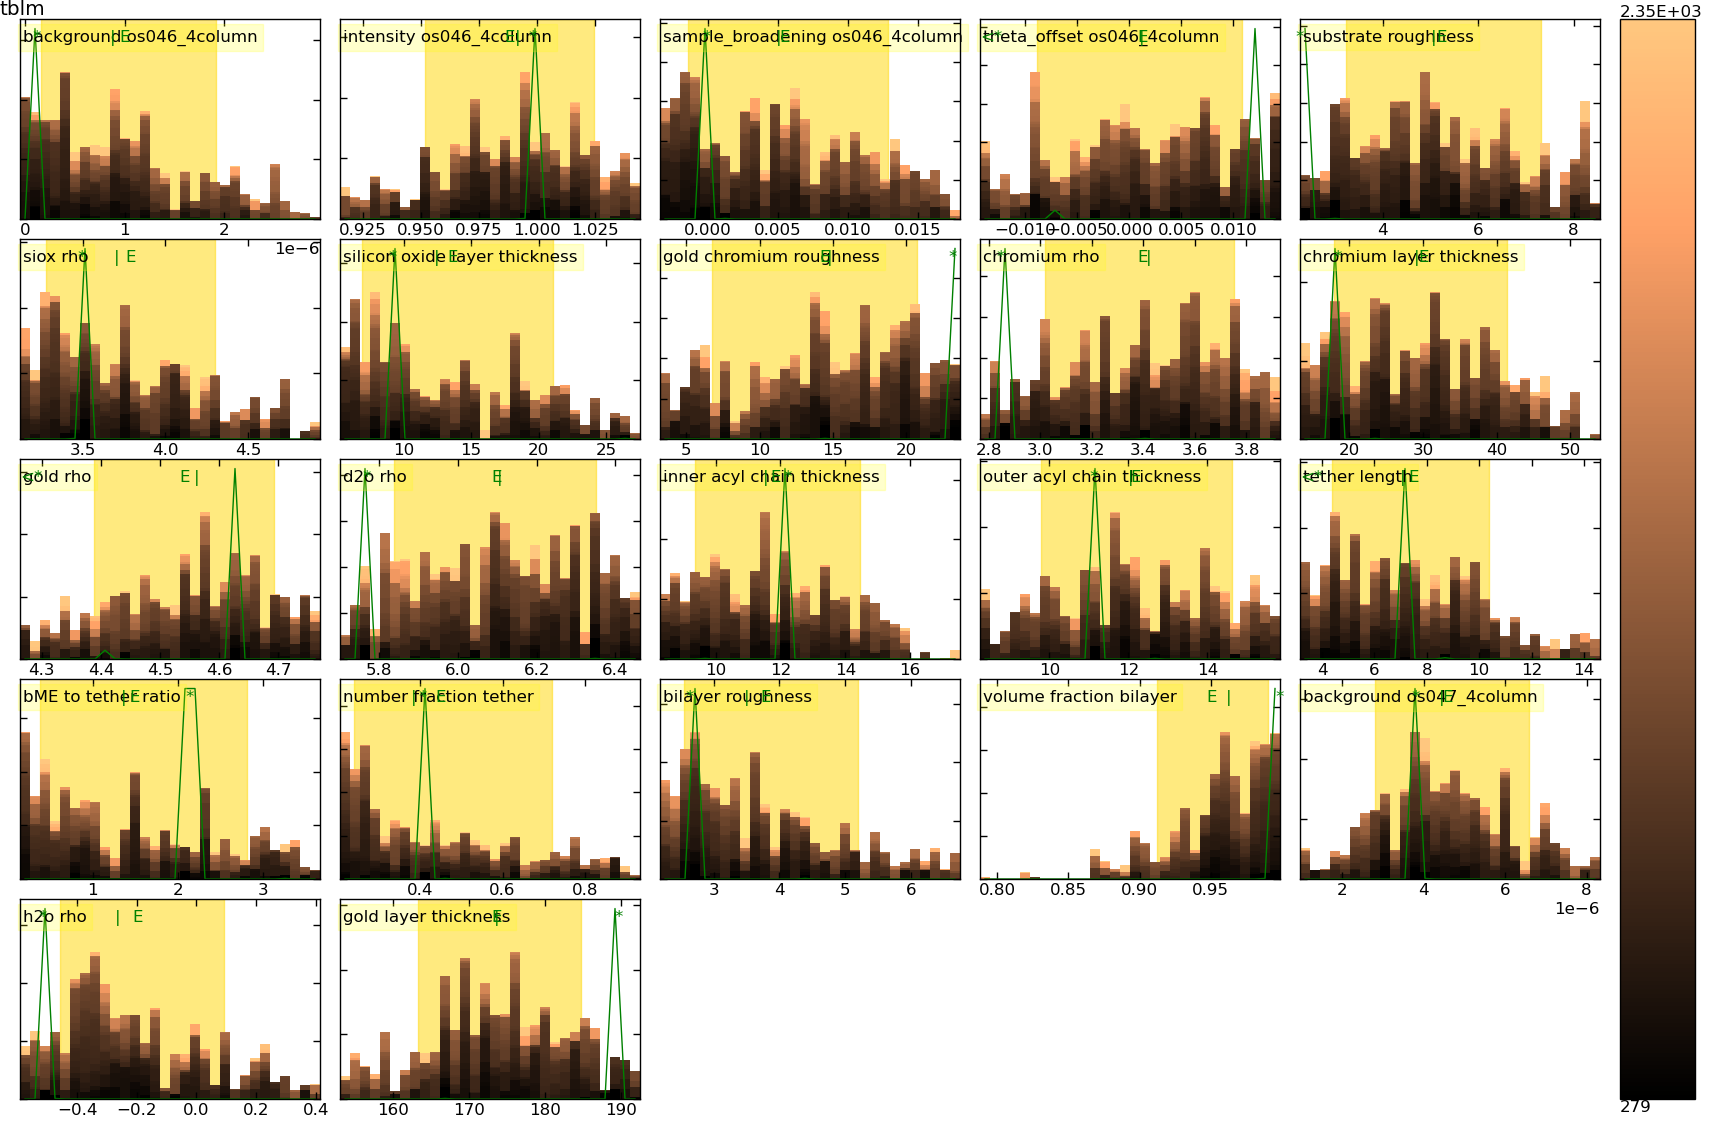 tblm
2.35E+03
background os046_4column
intensity os046_4column
sample_broadening os046_4column
theta_offset os046_4column
substrate roughness
0 1 2
1e-6
0.925 0.950 0.975 1.000 1.025
0.000 0.005 0.010 0.015
−0.010 −0.005 0.000 0.005 0.010
4 6 8
siox rho
silicon oxide layer thickness
gold chromium roughness
chromium rho
chromium layer thickness
3.5 4.0 4.5
10 15 20 25
5 10 15 20
2.8 3.0 3.2 3.4 3.6 3.8
20 30 40 50
gold rho
d2o rho
inner acyl chain thickness
outer acyl chain thickness
tether length
4.3 4.4 4.5 4.6 4.7
5.8 6.0 6.2 6.4
10 12 14 16
10 12 14
4 6 8 10 12 14
bME to tether ratio
number fraction tether
bilayer roughness
volume fraction bilayer
background os047_4column
1 2 3
0.4 0.6 0.8
3 4 5 6
0.80 0.85 0.90 0.95
2 4 6 8
1e−6
h2o rho
gold layer thickness
−0.4 −0.2 0.0 0.2 0.4
160 170 180 190
279